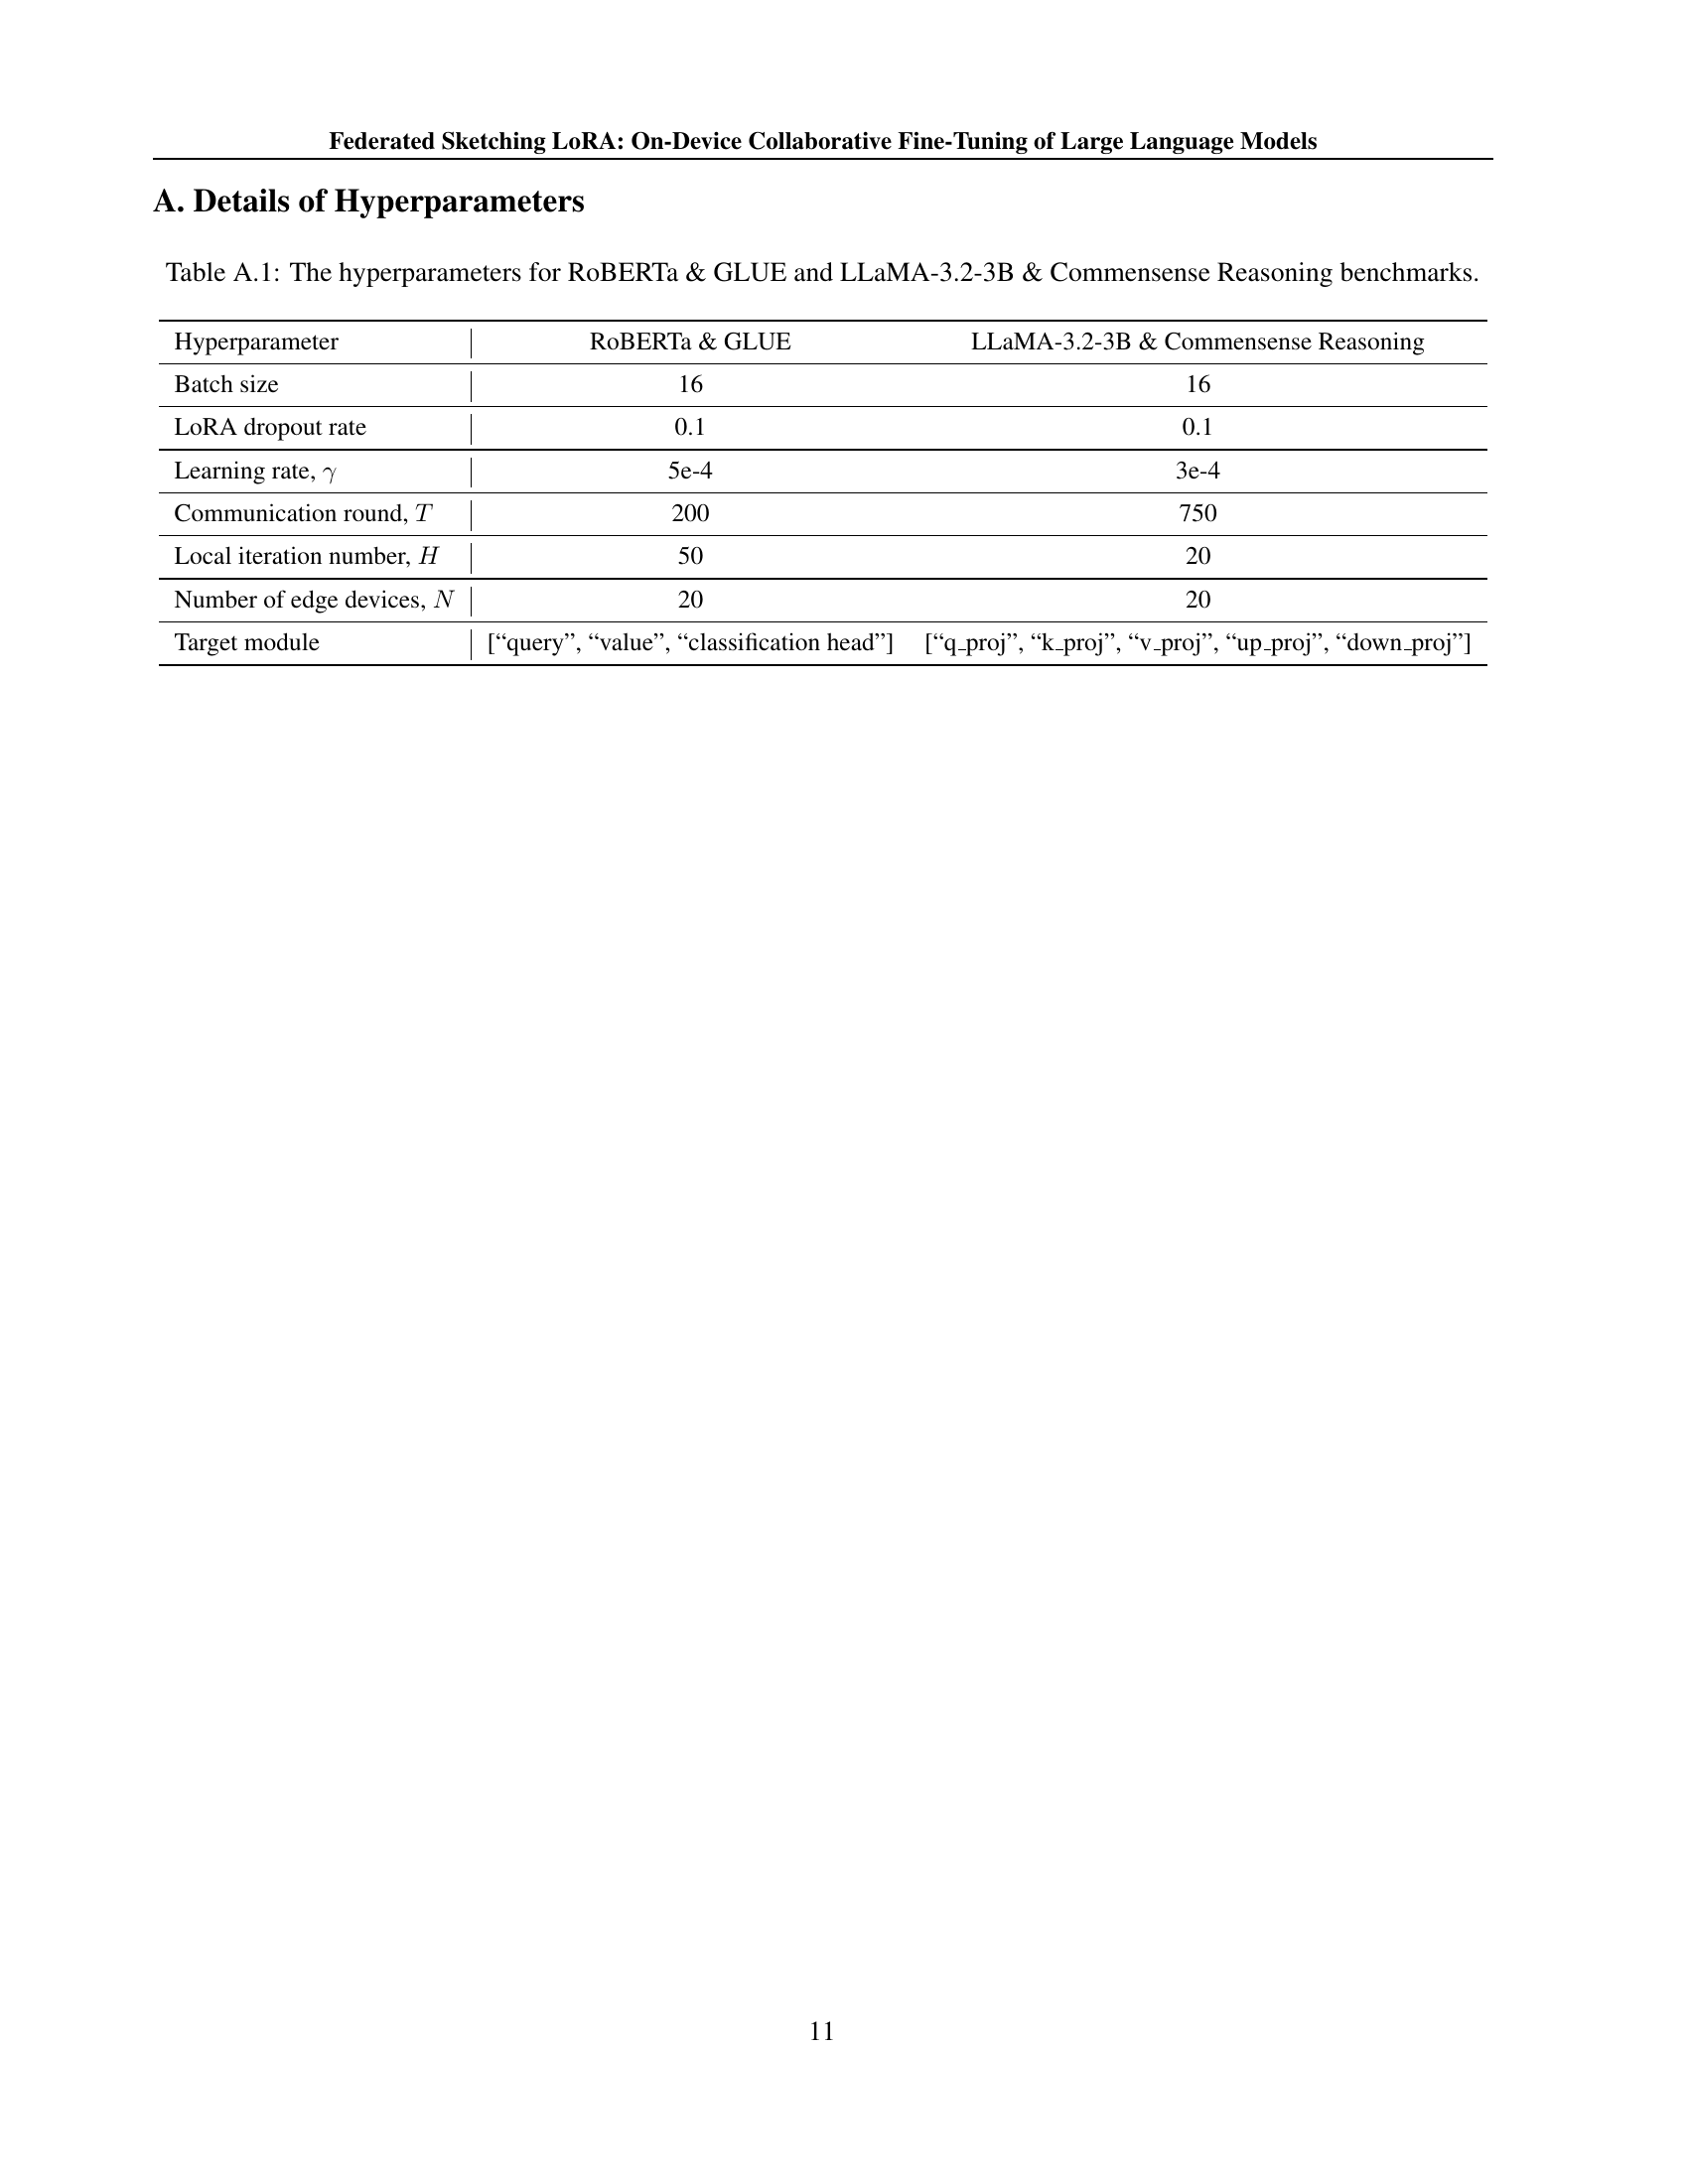 Federated Sketching LoRA: On-Device Collaborative Fine-Tuning of Large Language Models
A. Details of Hyperparameters
Table A.1: The hyperparameters for RoBERTa & GLUE and LLaMA-3.2-3B & Commensense Reasoning benchmarks.
Hyperparameter RoBERTa & GLUE LLaMA-3.2-3B & Commensense Reasoning
Batch size 16 16
LoRA dropout rate 0.1 0.1
Learning rate, γ 5e-4 3e-4
Communication round, T 200 750
Local iteration number, H 50 20
Number of edge devices, N 20 20
Target module [“query”, “value”, “classification head”] [“q_proj”, “k_proj”, “v_proj”, “up_proj”, “down_proj”]
11